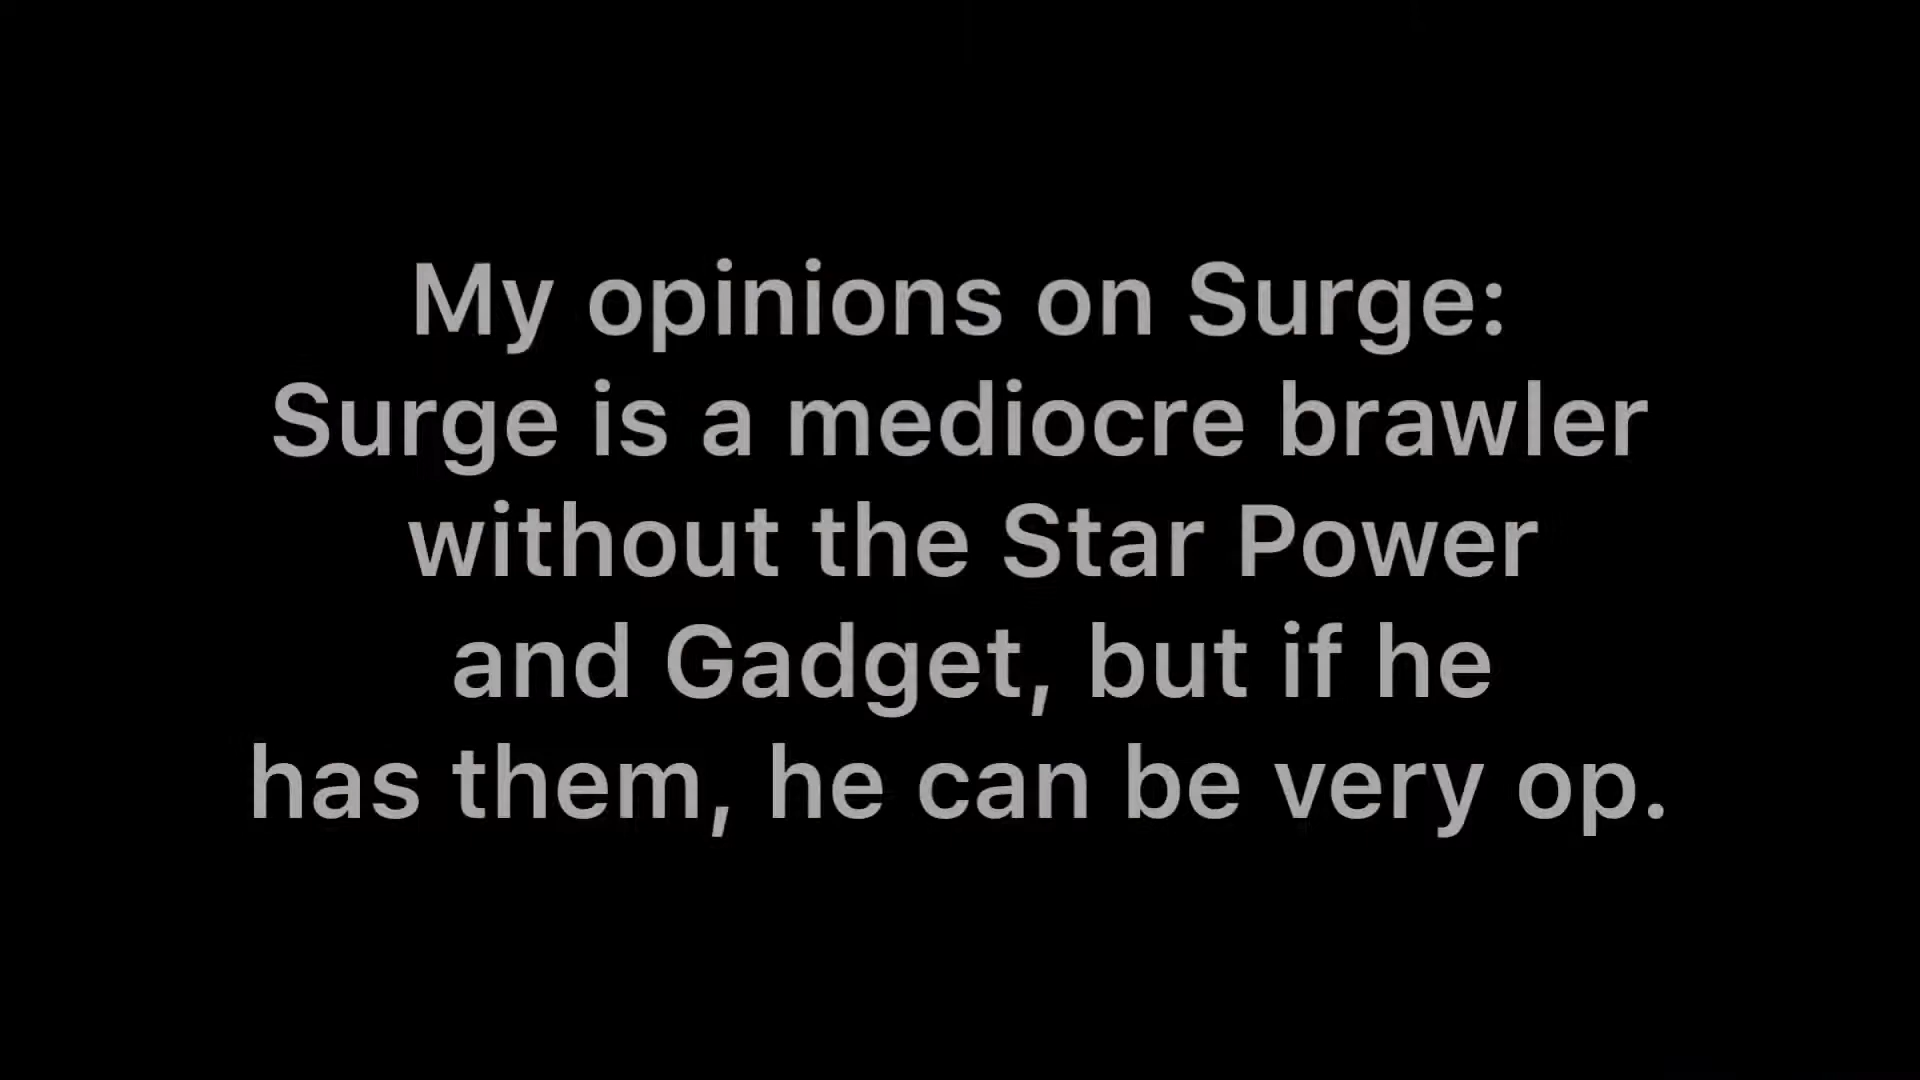 My opinions on Surge:
Surge is a mediocre brawler
without the Star Power
and Gadget, but if he
has them, he can be very op.